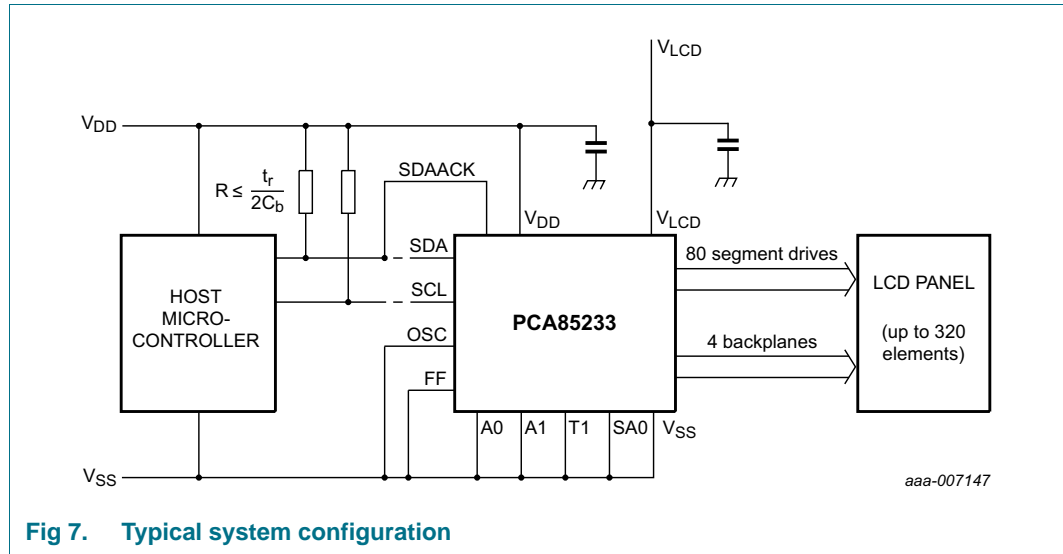 VLCD
VDD
SDAACK
R ≤ tr
2Cb
VDD
VLCD
SDA
SCL
OSC
FF
HOST
MICRO-
CONTROLLER
PCA85233
80 segment drives
4 backplanes
LCD PANEL
(up to 320
elements)
A0 A1 T1 SA0 VSS
VSS
aaa-007147
Fig 7. Typical system configuration